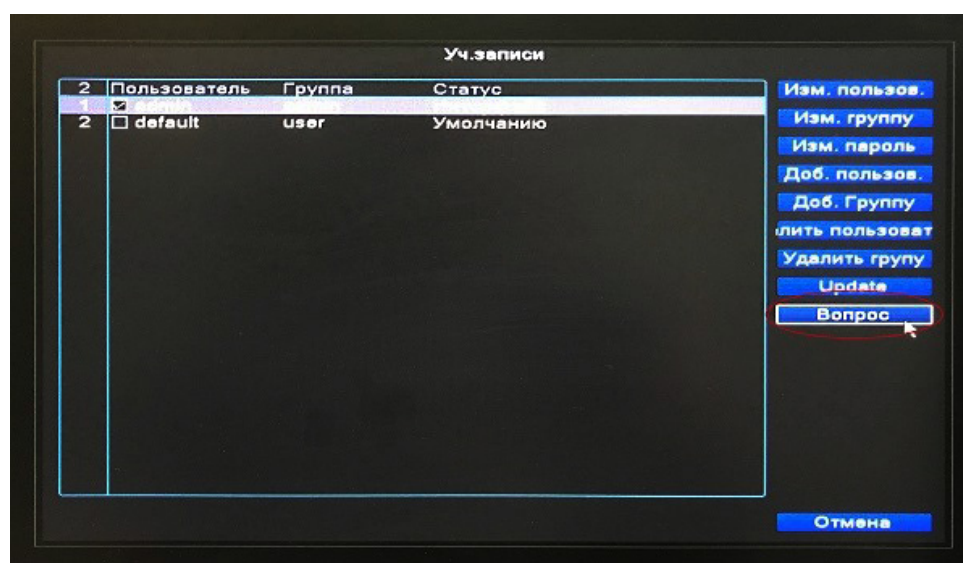 Уч.записи
2 Пользователь Группа Статус
1 admin
2 default user Умолчанию
Изм. пользов.
Изм. группу
Изм. пароль
Доб. пользов.
Доб. Группу
лить пользоват
Удалить групу
Update
Вопрос
Отмена